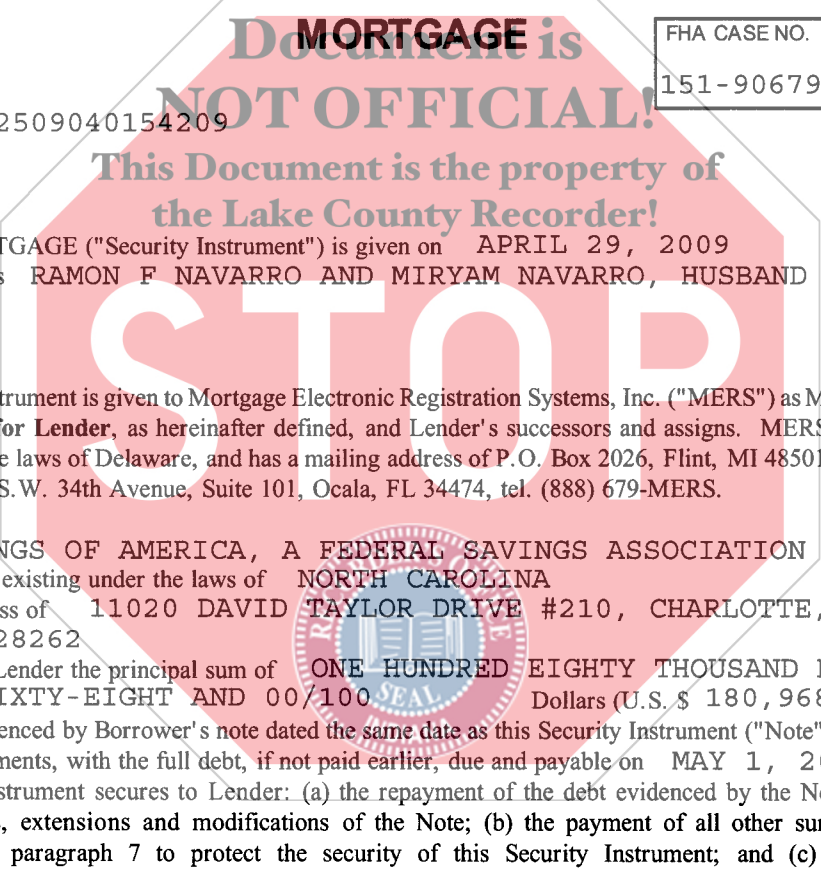 Document is
MORTGAGE
FHA CASE NO.
NOT OFFICIAL!
151-90679
2509040154209
This Document is the property of
the Lake County Recorder!
TGAGE ("Security Instrument") is given on APRIL 29, 2009
s RAMON F NAVARRO AND MIRYAM NAVARRO, HUSBAND
STOP
trument is given to Mortgage Electronic Registration Systems, Inc. ("MERS") as M
for Lender, as hereinafter defined, and Lender's successors and assigns. MERS
e laws of Delaware, and has a mailing address of P.O. Box 2026, Flint, MI 48501
S.W. 34th Avenue, Suite 101, Ocala, FL 34474, tel. (888) 679-MERS.
NGS OF AMERICA, A FEDERAL SAVINGS ASSOCIATION
existing under the laws of NORTH CAROLINA
ss of 11020 DAVID TAYLOR DRIVE #210, CHARLOTTE,
28262
Lender the principal sum of ONE HUNDRED EIGHTY THOUSAND
IXTY-EIGHT AND 00/100 Dollars (U.S. $ 180,968
enced by Borrower's note dated the same date as this Security Instrument ("Note"
ments, with the full debt, if not paid earlier, due and payable on MAY 1, 2
strument secures to Lender: (a) the repayment of the debt evidenced by the No
, extensions and modifications of the Note; (b) the payment of all other sur
paragraph 7 to protect the security of this Security Instrument; and (c)
RECORDER'S OFFICE
SEAL
INDIANA